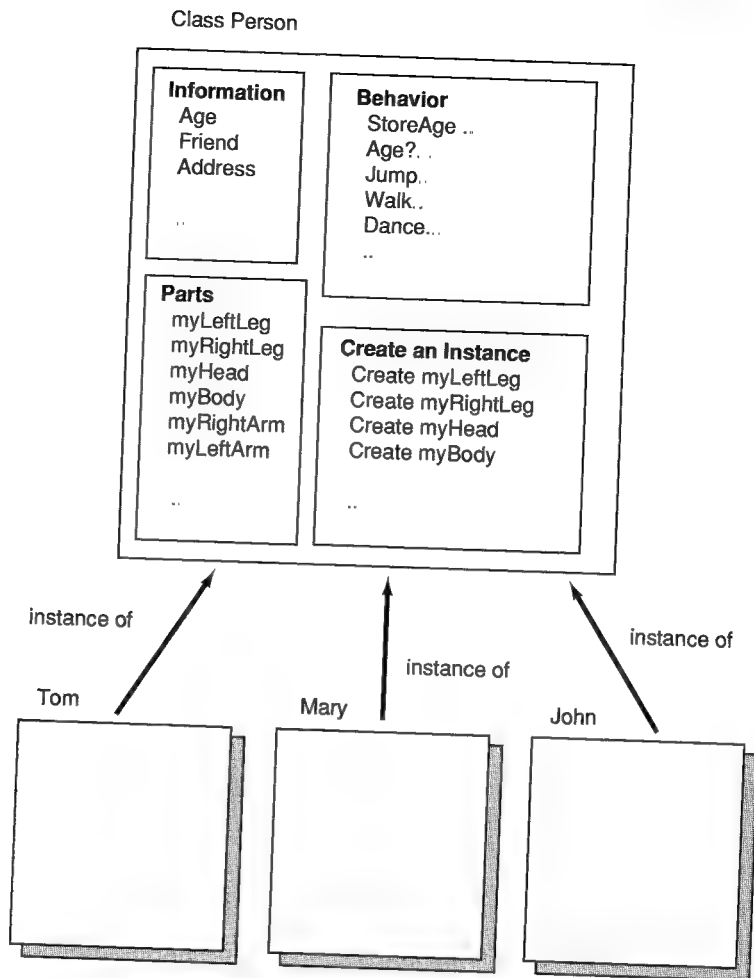 Class Person
Information
Age
Friend
Address
..
Behavior
StoreAge ..
Age?..
Jump..
Walk..
Dance...
..
Parts
myLeftLeg
myRightLeg
myHead
myBody
myRightArm
myLeftArm
..
Create an Instance
Create myLeftLeg
Create myRightLeg
Create myHead
Create myBody
..
instance of
instance of
instance of
Tom
Mary
John